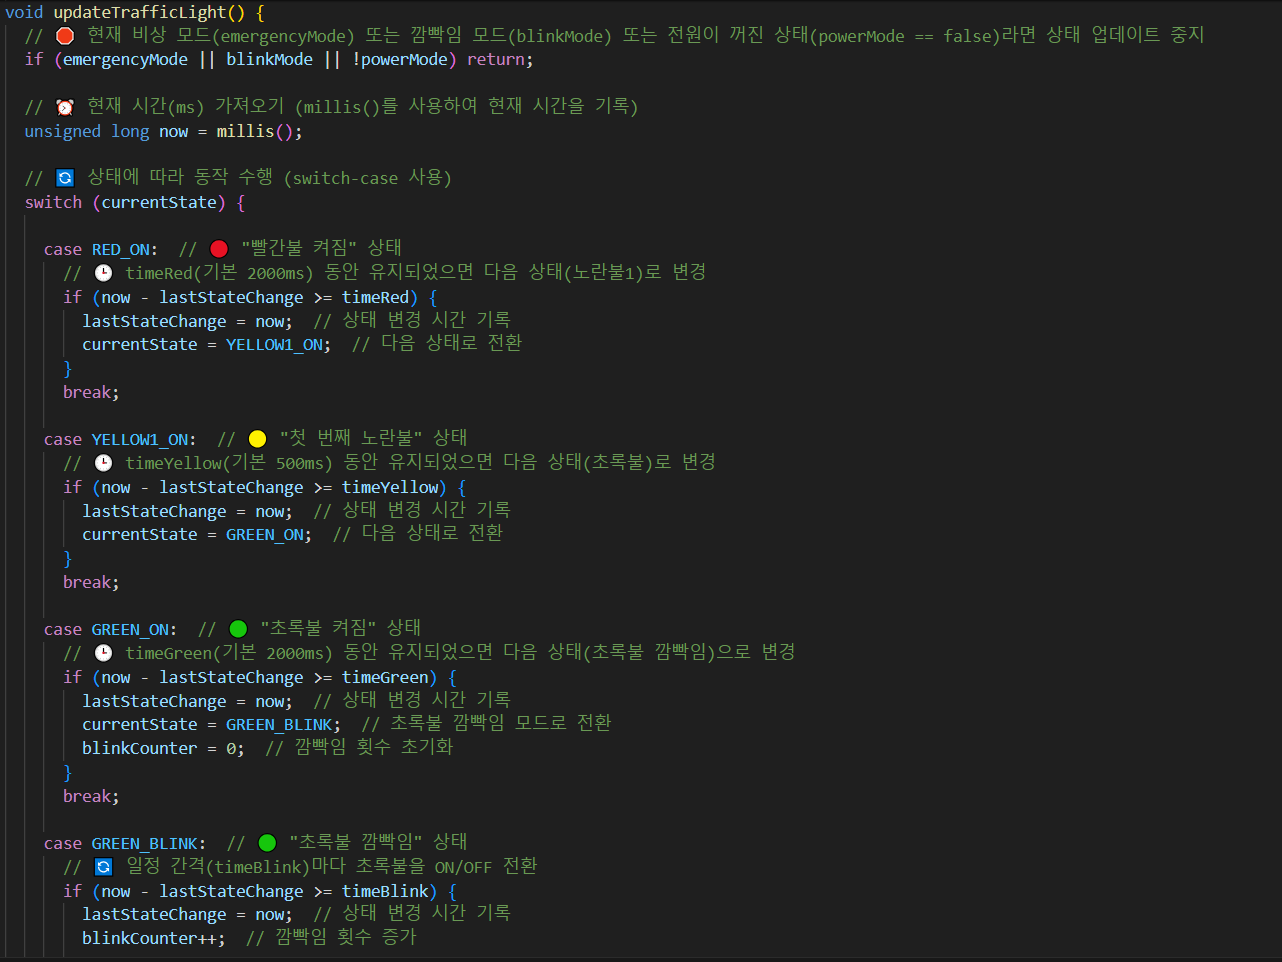 void updateTrafficLight() {
// 🛑 현재 비상 모드(emergencyMode) 또는 깜빡임 모드(blinkMode) 또는 전원이 꺼진 상태(powerMode == false)라면 상태 업데이트 중지
if (emergencyMode || blinkMode || !powerMode) return;
// ⏰ 현재 시간(ms) 가져오기 (millis()를 사용하여 현재 시간을 기록)
unsigned long now = millis();
// 🔄 상태에 따라 동작 수행 (switch-case 사용)
switch (currentState) {
case RED_ON:  // 🔴 "빨간불 켜짐" 상태
// 🕒 timeRed(기본 2000ms) 동안 유지되었으면 다음 상태(노란불1)로 변경
if (now - lastStateChange >= timeRed) {
lastStateChange = now;  // 상태 변경 시간 기록
currentState = YELLOW1_ON;  // 다음 상태로 전환
}
break;
case YELLOW1_ON:  // 🟡 "첫 번째 노란불" 상태
// 🕒 timeYellow(기본 500ms) 동안 유지되었으면 다음 상태(초록불)로 변경
if (now - lastStateChange >= timeYellow) {
lastStateChange = now;  // 상태 변경 시간 기록
currentState = GREEN_ON;  // 다음 상태로 전환
}
break;
case GREEN_ON:  // 🟢 "초록불 켜짐" 상태
// 🕒 timeGreen(기본 2000ms) 동안 유지되었으면 다음 상태(초록불 깜빡임)으로 변경
if (now - lastStateChange >= timeGreen) {
lastStateChange = now;  // 상태 변경 시간 기록
currentState = GREEN_BLINK;  // 초록불 깜빡임 모드로 전환
blinkCounter = 0;  // 깜빡임 횟수 초기화
}
break;
case GREEN_BLINK:  // 🟢 "초록불 깜빡임" 상태
// 🔄 일정 간격(timeBlink)마다 초록불을 ON/OFF 전환
if (now - lastStateChange >= timeBlink) {
lastStateChange = now;  // 상태 변경 시간 기록
blinkCounter++;  // 깜빡임 횟수 증가